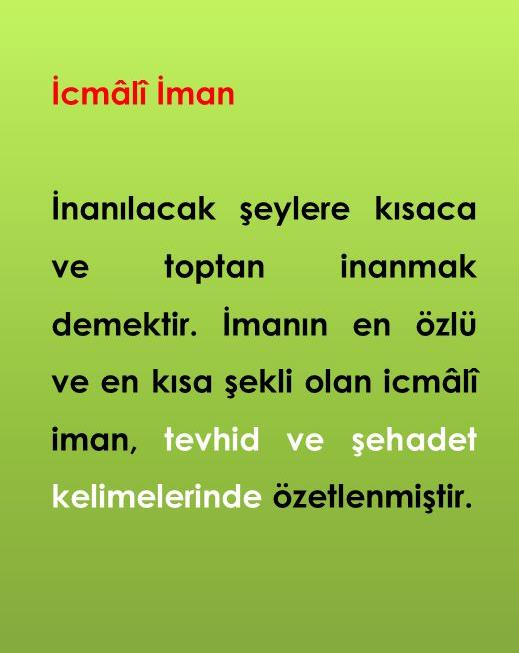 İcmâlî İman
İnanılacak şeylere kısaca
ve toptan inanmak
demektir. İmanın en özlü
ve en kısa şekli olan icmâlî
iman, tevhid ve şehadet
kelimelerinde özetlenmiştir.